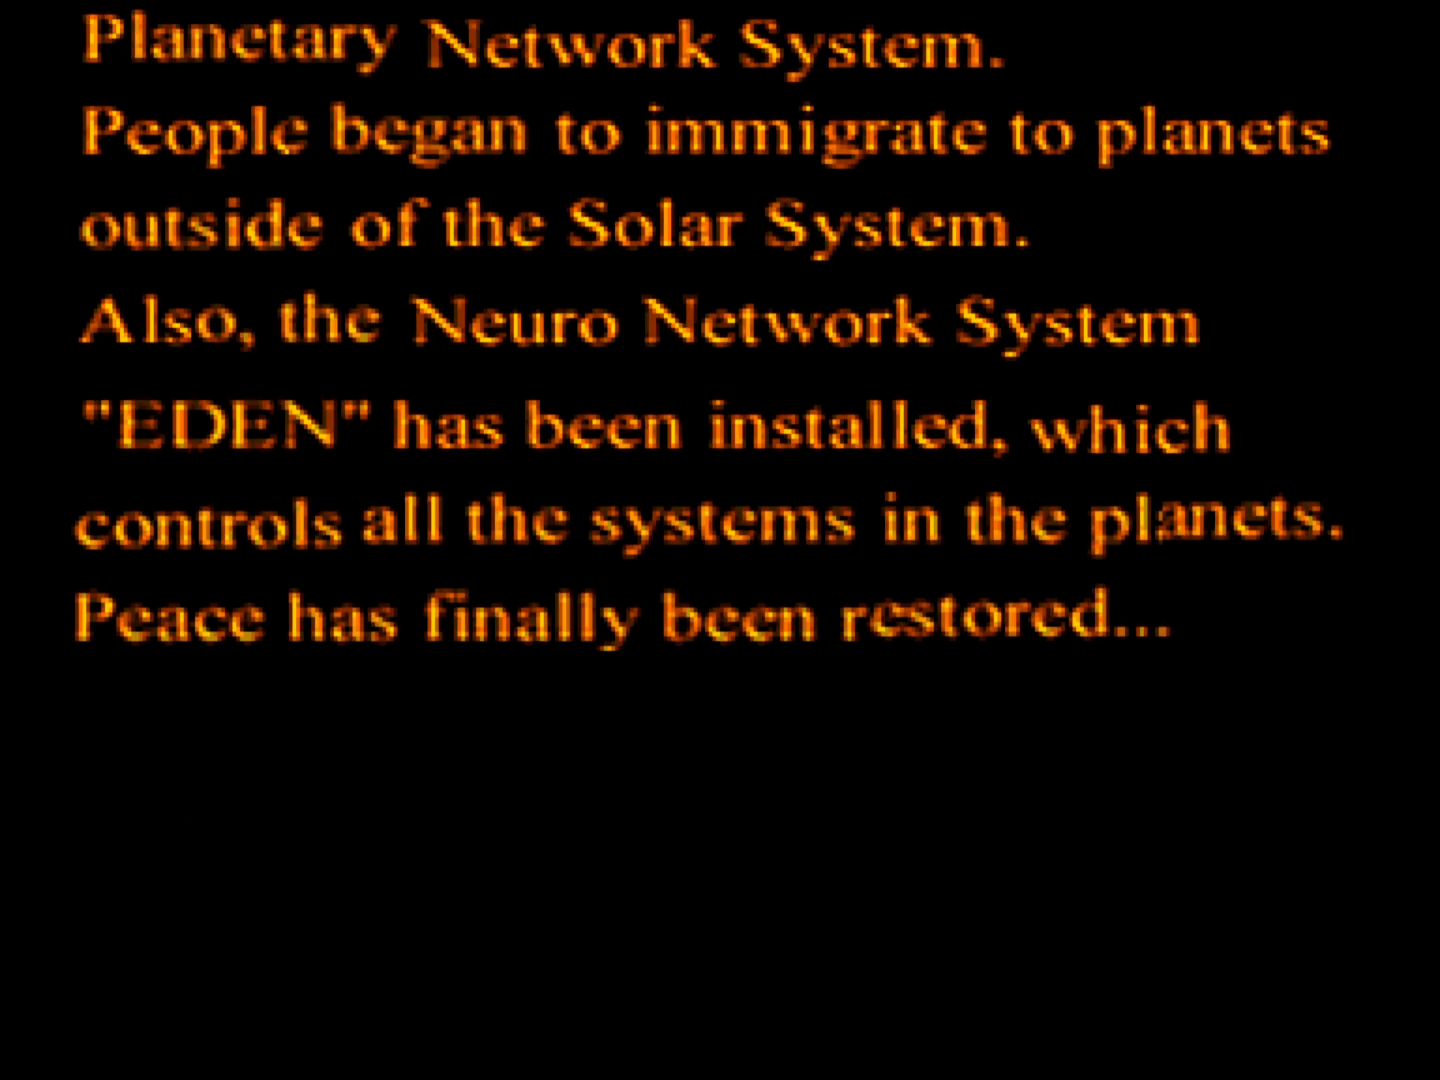 Planetary Network System.
People began to immigrate to planets
outside of the Solar System.
Also, the Neuro Network System
"EDEN" has been installed, which
controls all the systems in the planets.
Peace has finally been restored...